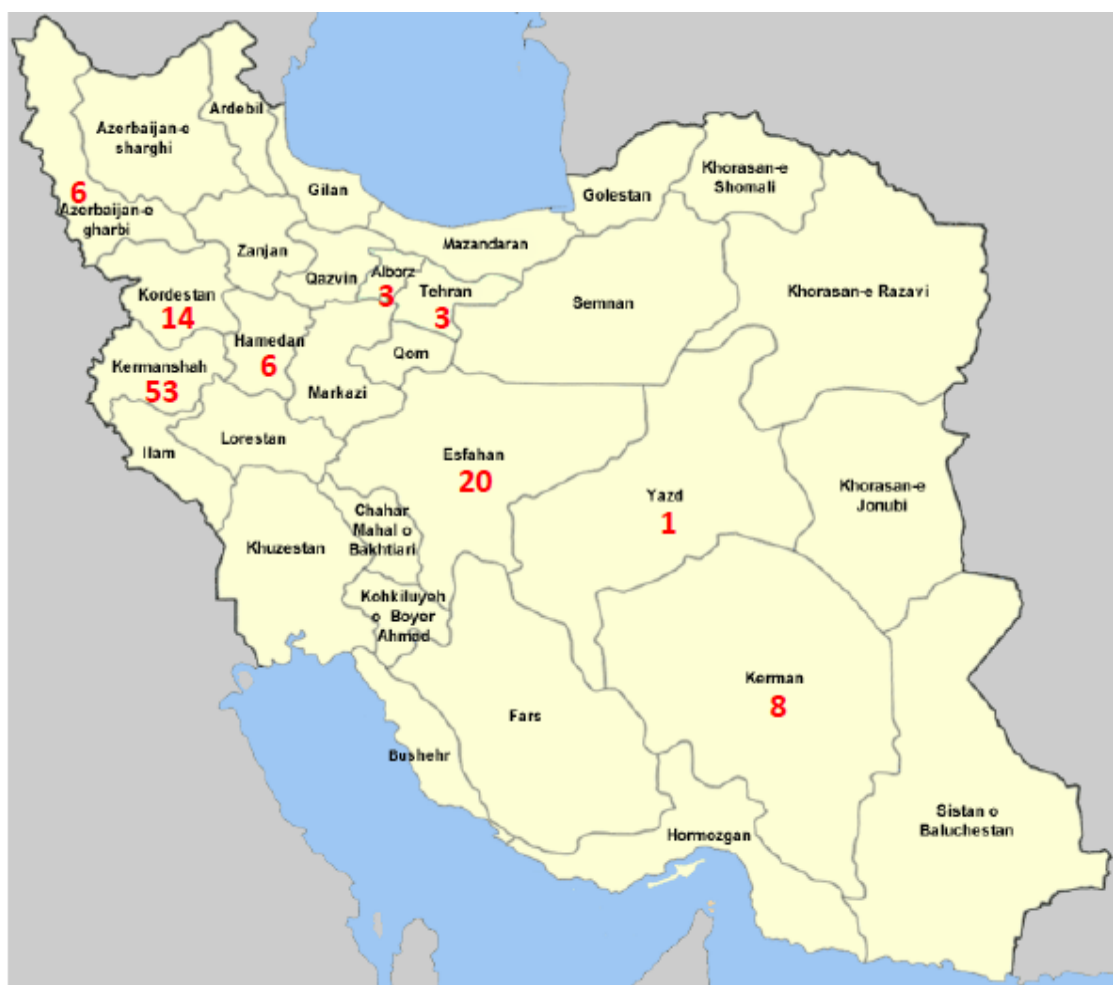 Ardebil
Azerbaijan-e
sharghi
Khorasan-e
Shomali
6
Gilan
Golestan
Azerbaijan-e
gharbi
Zanjan
Mazandaran
Qazvin
Alborz
3
Tehran
3
Semnan
Khorasan-e Razavi
Kordestan
14
Hamedan
6
Qom
Kermanshah
53
Markazi
Lorestan
Ilam
Esfahan
20
Yazd
1
Khorasan-e
Jonubi
Chahar
Mahal o
Bakhtiari
Khuzestan
Kohkiluyeh
o Boyer
Ahmad
Kerman
8
Fars
Bushehr
Sistan o
Baluchestan
Hormozgan